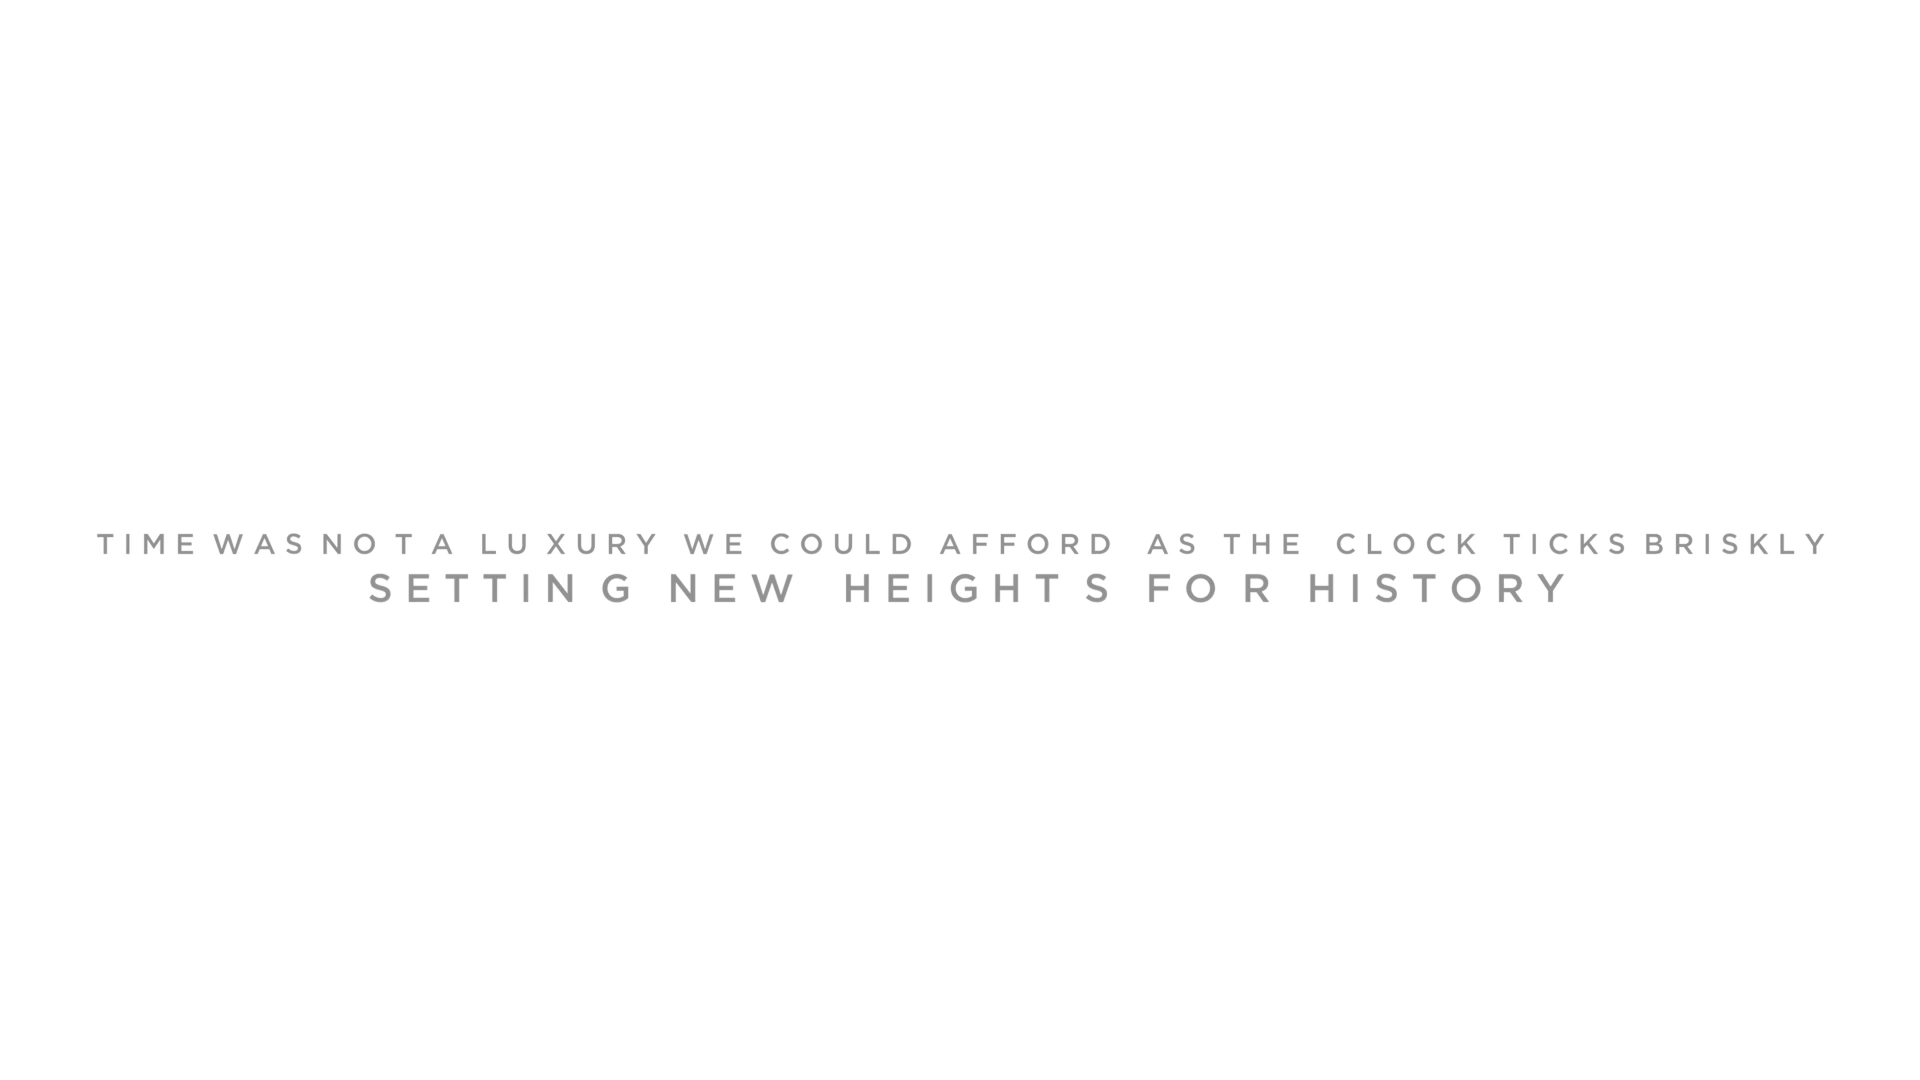 TIME WAS NOT A LUXURY WE COULD AFFORD AS THE CLOCK TICKS BRISKLY
SETTING NEW HEIGHTS FOR HISTORY